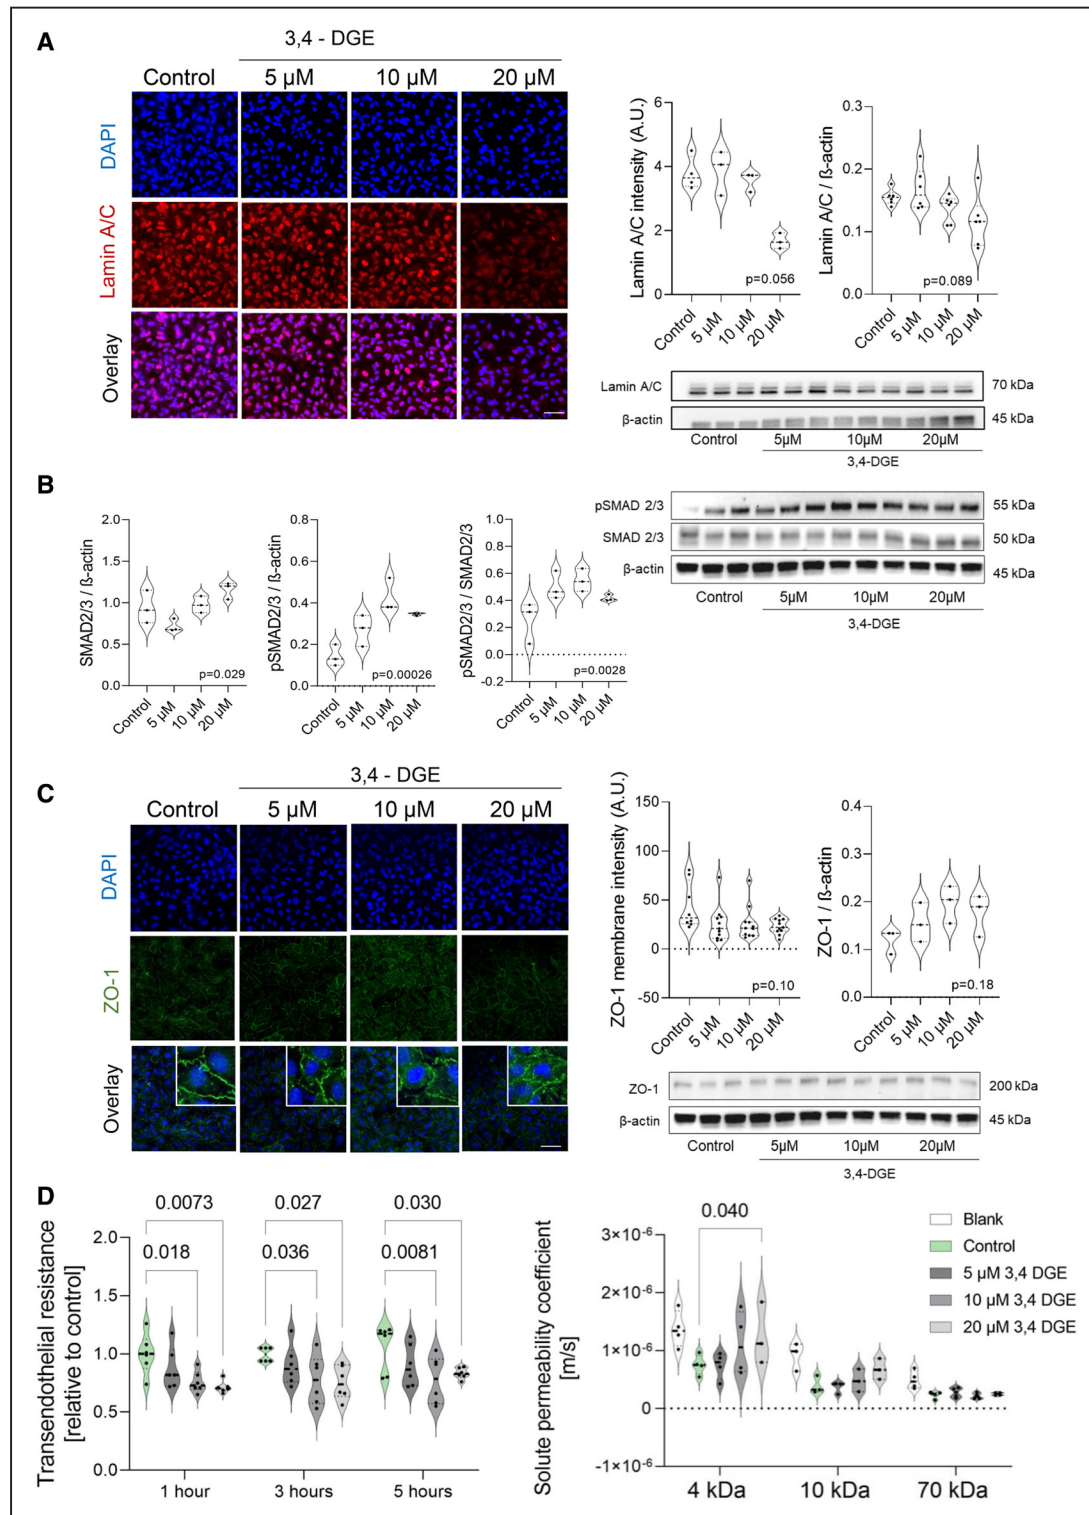 A
3,4 - DGE
Control
5 µM
10 µM
20 µM
DAPI
Lamin A/C
Overlay
Lamin A/C intensity (A.U.)
6
4
2
0
p=0.056
Control
5 µM
10 µM
20 µM
Lamin A/C / ß-actin
0.3
0.2
0.1
0.0
p=0.089
Control
5 µM
10 µM
20 µM
Lamin A/C
70 kDa
β-actin
45 kDa
Control
5µM
10µM
20µM
3,4-DGE
B
SMAD2/3 / ß-actin
2.0
1.5
1.0
0.5
0.0
p=0.029
Control
5 µM
10 µM
20 µM
pSMAD2/3 / ß-actin
0.8
0.6
0.4
0.2
0.0
p=0.00026
Control
5 µM
10 µM
20 µM
pSMAD2/3 / SMAD2/3
1.0
0.8
0.6
0.4
0.2
0.0
-0.2
p=0.0028
Control
5 µM
10 µM
20 µM
pSMAD 2/3
55 kDa
SMAD 2/3
50 kDa
β-actin
45 kDa
Control
5µM
10µM
20µM
3,4-DGE
C
3,4 - DGE
Control
5 µM
10 µM
20 µM
DAPI
ZO-1
Overlay
ZO-1 membrane intensity (A.U.)
150
100
50
0
-50
p=0.10
Control
5 µM
10 µM
20 µM
ZO-1 / ß-actin
0.4
0.3
0.2
0.1
0.0
p=0.18
Control
5 µM
10 µM
20 µM
ZO-1
200 kDa
β-actin
45 kDa
Control
5µM
10µM
20µM
3,4-DGE
D
Transendothelial resistance
[relative to control]
2.0
1.5
1.0
0.5
0.0
0.0073
0.018
0.027
0.036
0.030
0.0081
1 hour
3 hours
5 hours
Solute permeability coefficient
[m/s]
3×10⁻⁶
2×10⁻⁶
1×10⁻⁶
0
-1×10⁻⁶
0.040
4 kDa
10 kDa
70 kDa
Blank
Control
5 µM 3,4 DGE
10 µM 3,4 DGE
20 µM 3,4 DGE